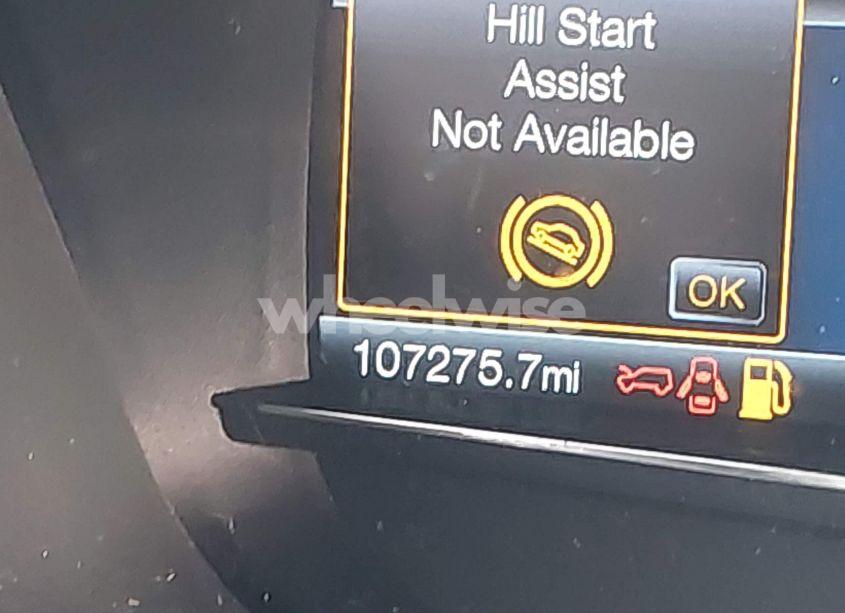 Hill Start
Assist
Not Available
OK
wheelwise
107275.7mi